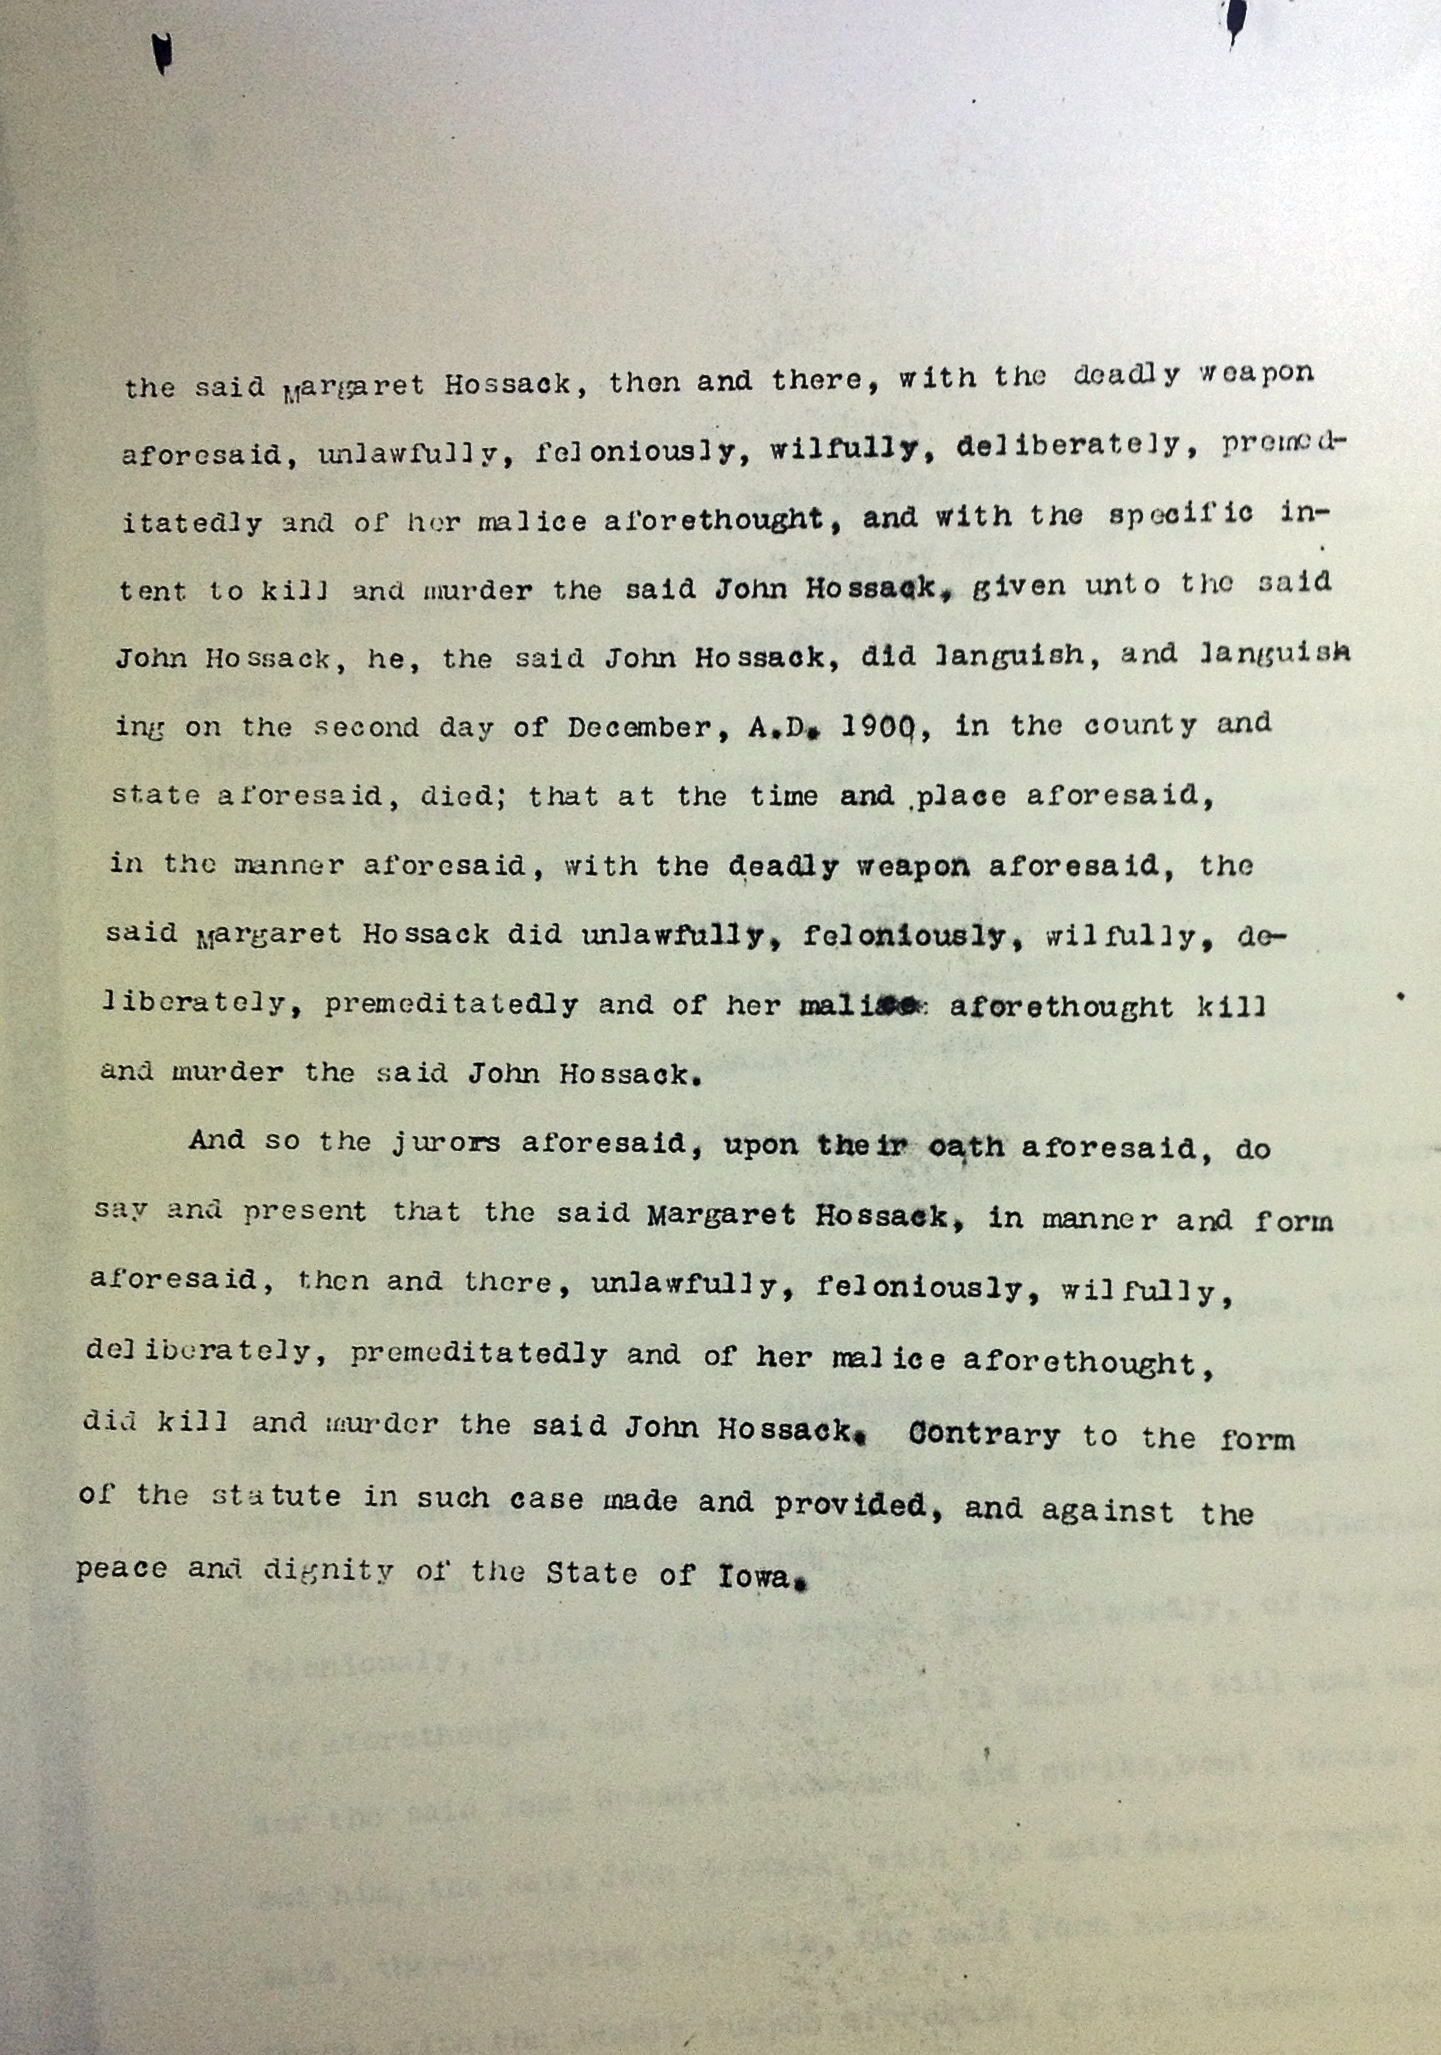 the said Margaret Hossack, then and there, with the deadly weapon
aforesaid, unlawfully, feloniously, wilfully, deliberately, premed-
itatedly and of her malice aforethought, and with the specific in-
tent to kill and murder the said John Hossack, given unto the said
John Hossack, he, the said John Hossack, did languish, and languish
ing on the second day of December, A.D. 1900, in the county and
state aforesaid, died; that at the time and place aforesaid,
in the manner aforesaid, with the deadly weapon aforesaid, the
said Margaret Hossack did unlawfully, feloniously, wilfully, de-
liberately, premeditatedly and of her malice aforethought kill
and murder the said John Hossack.
And so the jurors aforesaid, upon their oath aforesaid, do
say and present that the said Margaret Hossack, in manner and form
aforesaid, then and there, unlawfully, feloniously, wilfully,
deliberately, premeditatedly and of her malice aforethought,
did kill and murder the said John Hossack. Contrary to the form
of the statute in such case made and provided, and against the
peace and dignity of the State of Iowa.